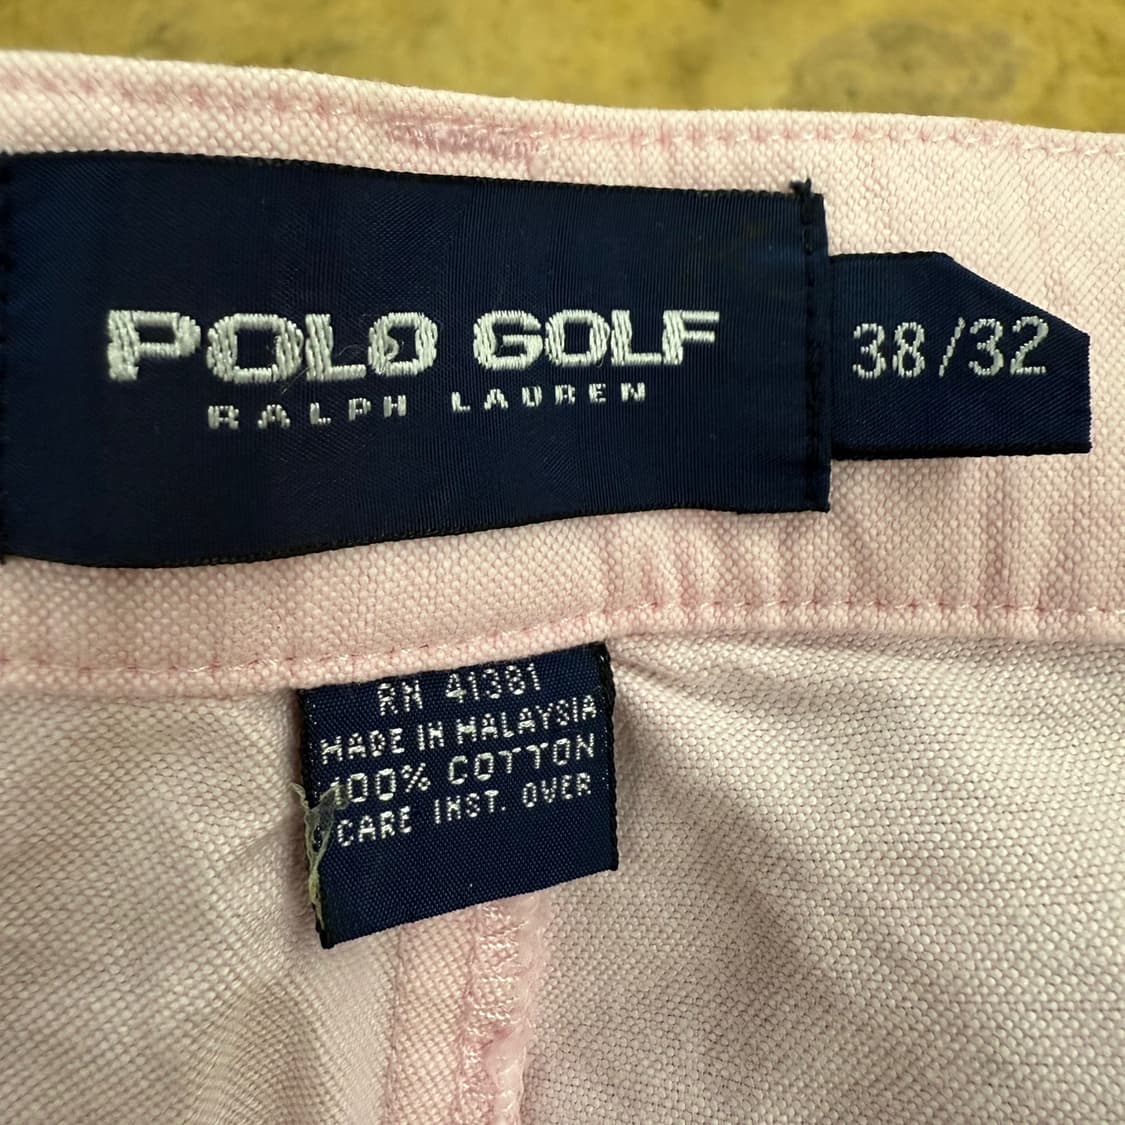 POLO GOLF
RALPH LAUREN
38/32
RN 41381
MADE IN MALAYSIA
100% COTTON
CARE INST. OVER